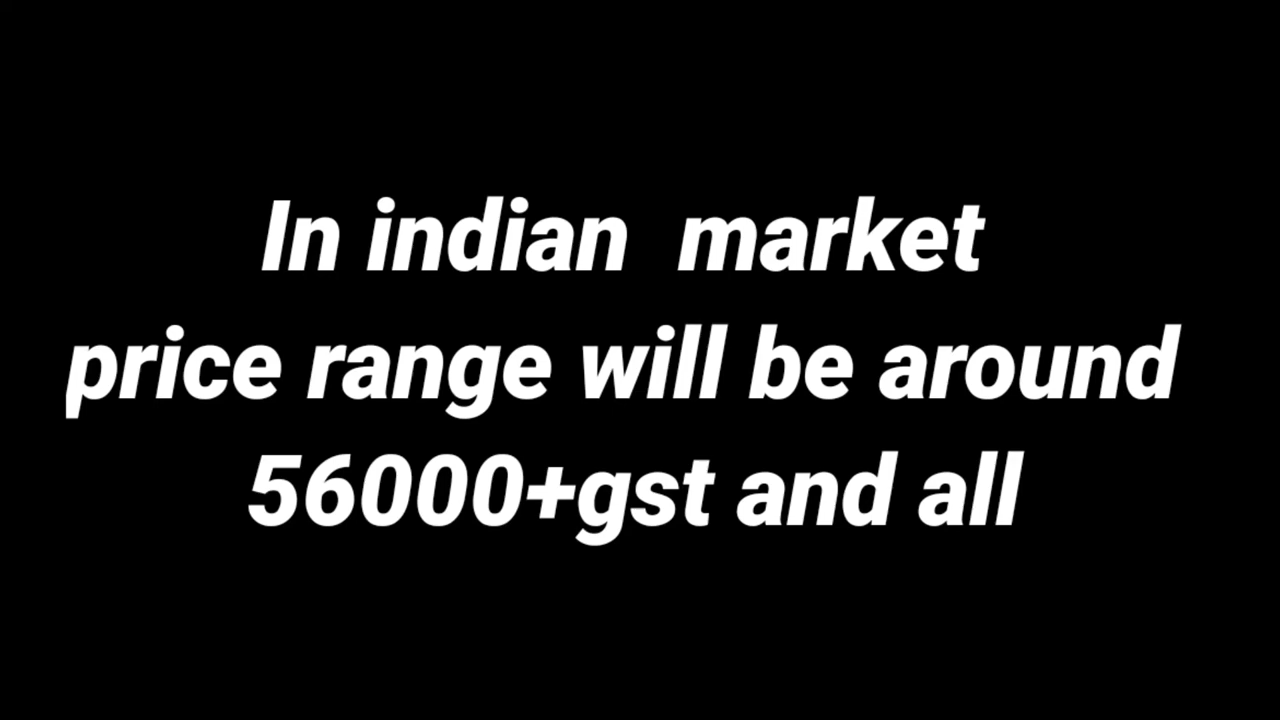 In indian  market
price range will be around
56000+gst and all